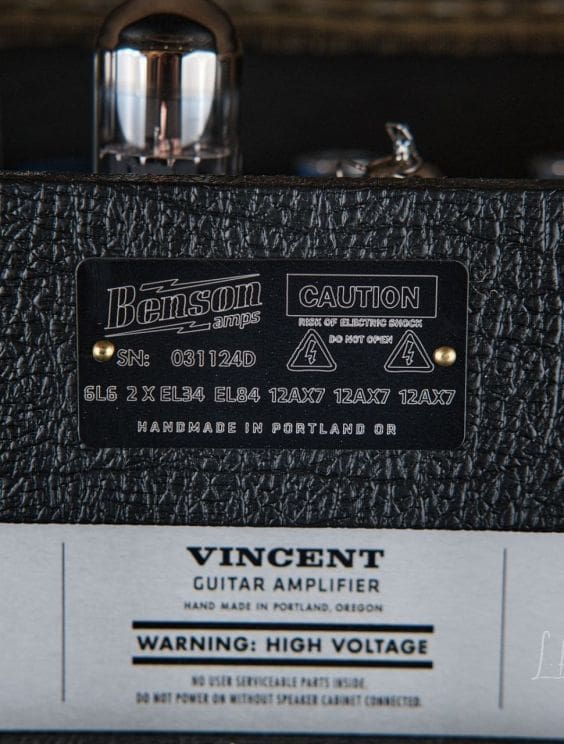 Benson
amps
CAUTION
RISK OF ELECTRIC SHOCK
DO NOT OPEN
SN: 031124D
6L6 2 X EL34 EL84 12AX7 12AX7 12AX7
HANDMADE IN PORTLAND OR
VINCENT
GUITAR AMPLIFIER
HAND MADE IN PORTLAND, OREGON
WARNING: HIGH VOLTAGE
NO USER SERVICEABLE PARTS INSIDE.
DO NOT POWER ON WITHOUT SPEAKER CABINET CONNECTED.